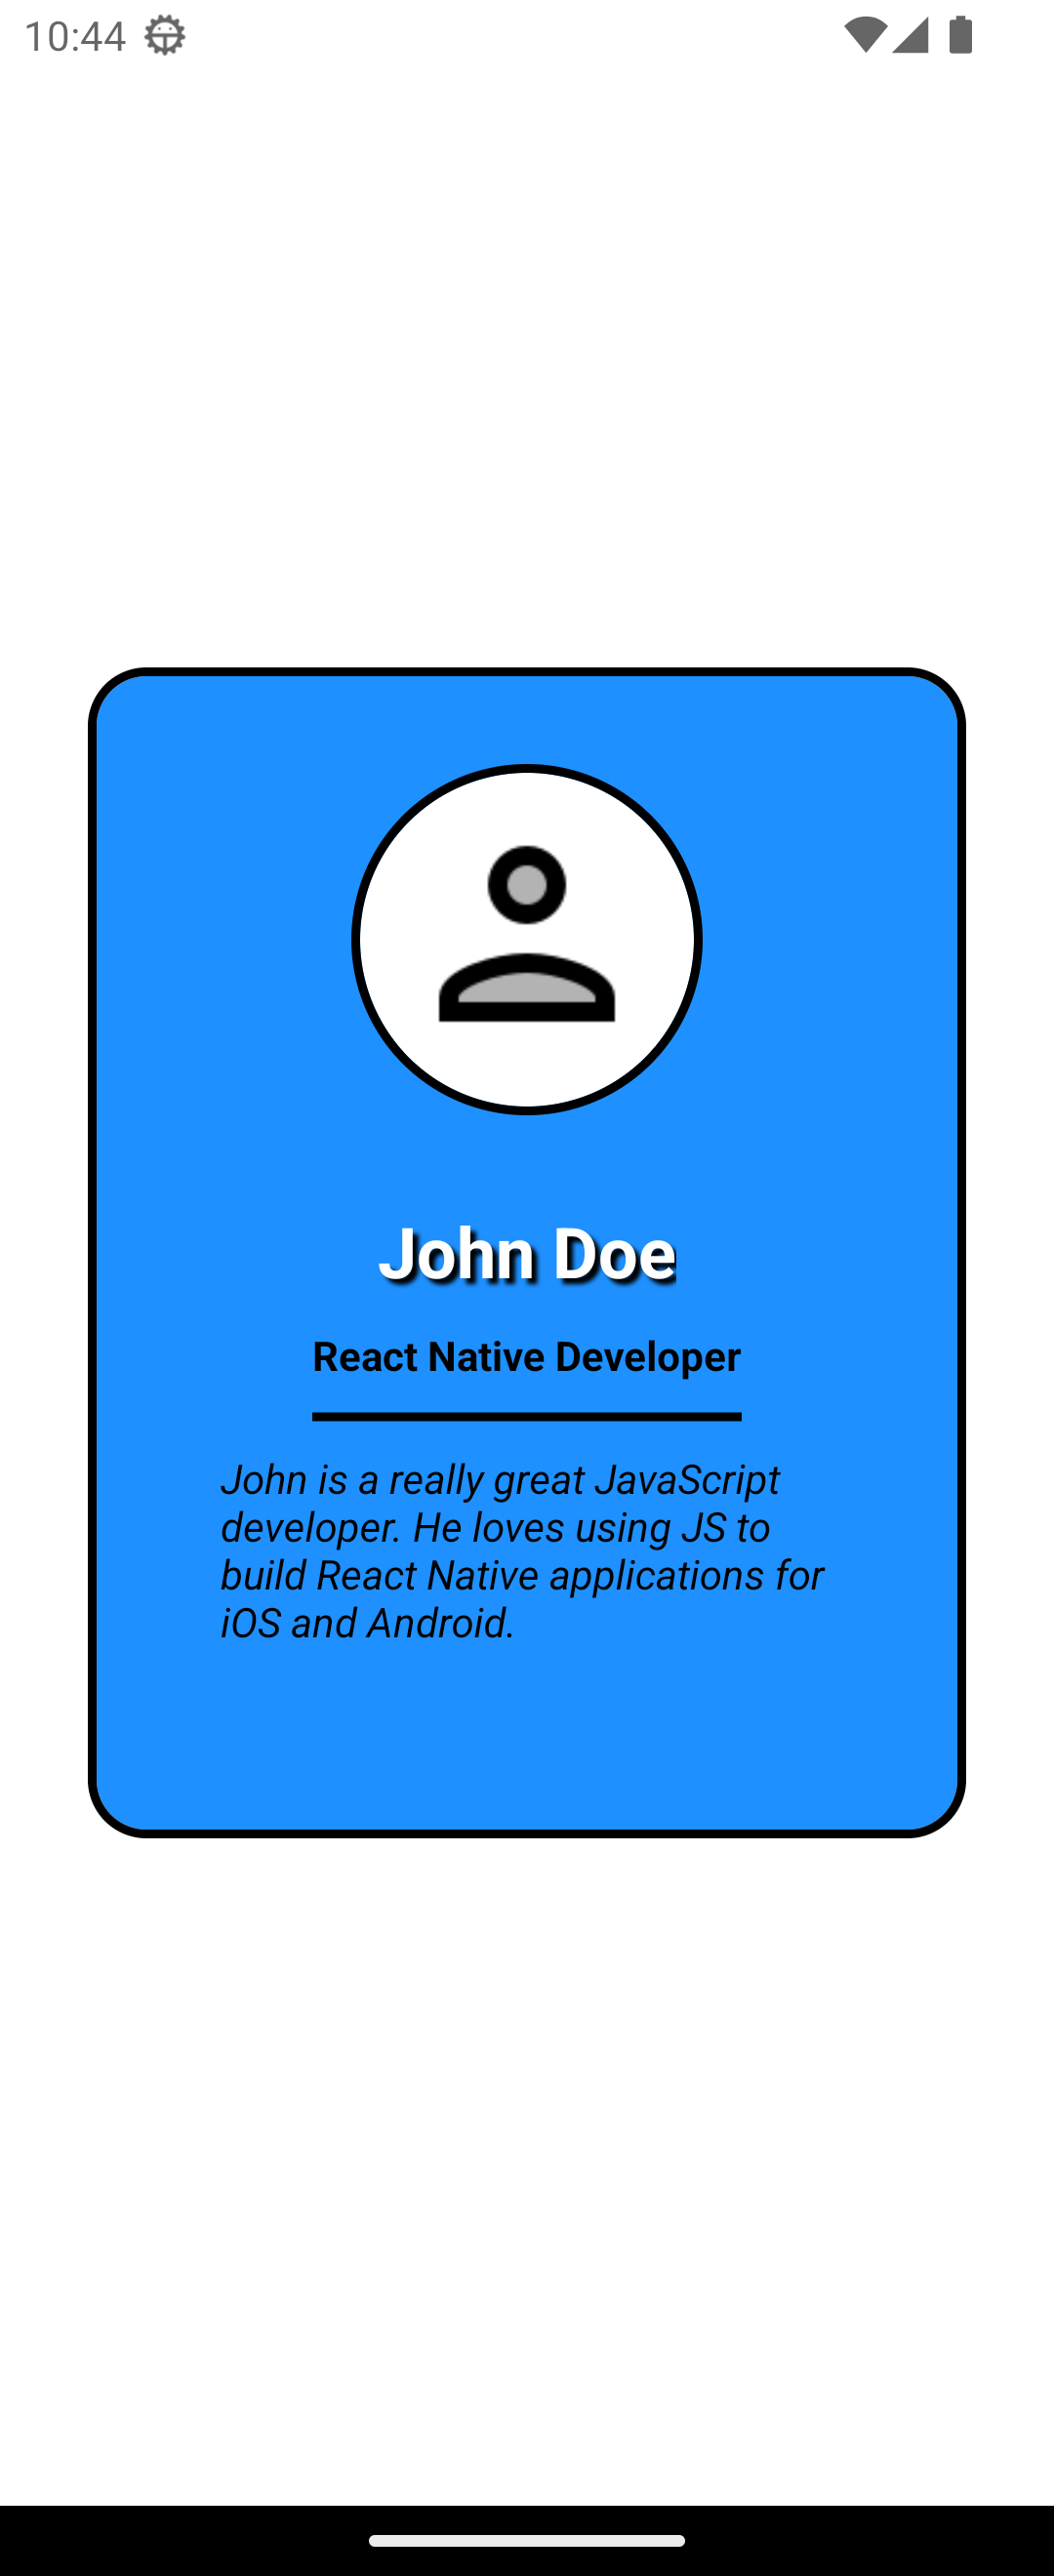 10:44
John Doe
React Native Developer
John is a really great JavaScript
developer. He loves using JS to
build React Native applications for
iOS and Android.